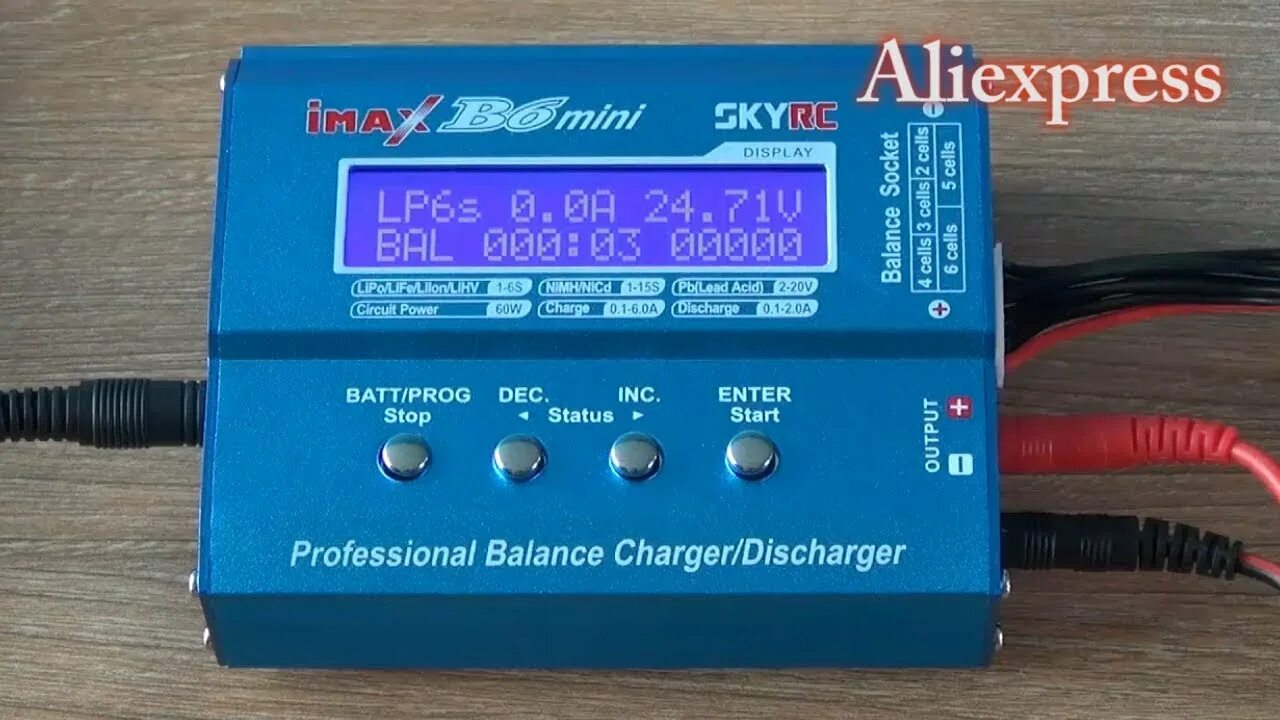 Aliexpress
iMAX B6 mini SKYRC
DISPLAY
LP6s 0.0A 24.71V
BAL 000:03 00000
LiPo/LiFe/LiIon/LiHV 1-6S NiMH/NiCd 1-15S Pb(Lead Acid) 2-20V
Circuit Power 60W Charge 0.1-6.0A Discharge 0.1-2.0A
Balance Socket
4 cells 3 cells 2 cells
6 cells 5 cells
BATT/PROG DEC. INC. ENTER
Stop ◄ Status ► Start
OUTPUT
Professional Balance Charger/Discharger